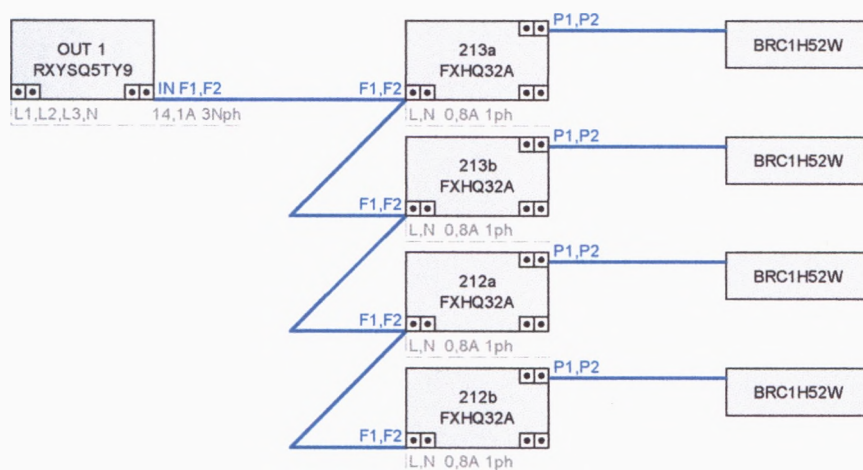 OUT 1
RXYSQ5TY9
IN F1,F2
L1,L2,L3,N 14,1A 3Nph
213a
FXHQ32A
F1,F2
L,N 0,8A 1ph
P1,P2
BRC1H52W
213b
FXHQ32A
F1,F2
L,N 0,8A 1ph
P1,P2
BRC1H52W
212a
FXHQ32A
F1,F2
L,N 0,8A 1ph
P1,P2
BRC1H52W
212b
FXHQ32A
F1,F2
L,N 0,8A 1ph
P1,P2
BRC1H52W